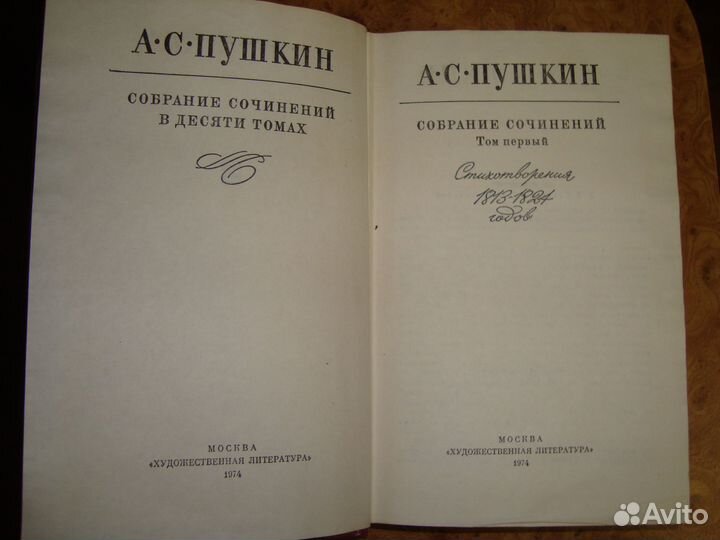 А·С·ПУШКИН
СОБРАНИЕ СОЧИНЕНИЙ
В ДЕСЯТИ ТОМАХ
МОСКВА
«ХУДОЖЕСТВЕННАЯ ЛИТЕРАТУРА»
1974
А·С·ПУШКИН
СОБРАНИЕ СОЧИНЕНИЙ
Том первый
Стихотворения
1813-1824
годов
МОСКВА
«ХУДОЖЕСТВЕННАЯ ЛИТЕРАТУРА»
1974
Avito